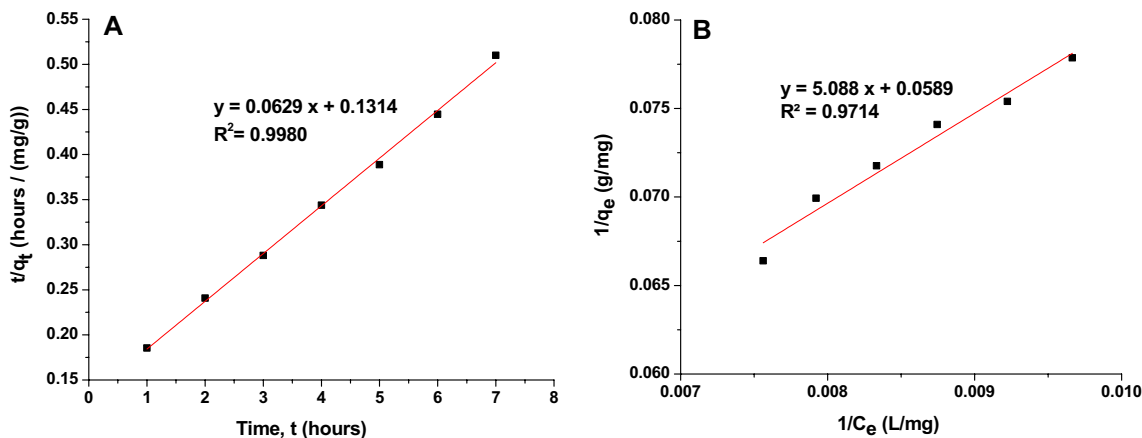 A
y = 0.0629 x + 0.1314
R²= 0.9980
t/qt (hours / (mg/g))
0.55
0.50
0.45
0.40
0.35
0.30
0.25
0.20
0.15
0 1 2 3 4 5 6 7 8
Time, t (hours)
B
y = 5.088 x + 0.0589
R² = 0.9714
1/qe (g/mg)
0.080
0.075
0.070
0.065
0.060
0.007 0.008 0.009 0.010
1/Ce (L/mg)